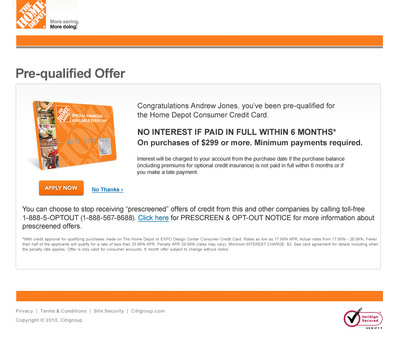 THE HOME DEPOT
More saving.
More doing.
Pre-qualified Offer
Congratulations Andrew Jones, you've been pre-qualified for
the Home Depot Consumer Credit Card.
NO INTEREST IF PAID IN FULL WITHIN 6 MONTHS*
On purchases of $299 or more. Minimum payments required.
Interest will be charged to your account from the purchase date if the purchase balance
(including premiums for optional credit insurance) is not paid in full within 6 months or if
you make a late payment.
APPLY NOW
No Thanks ›
You can choose to stop receiving "prescreened" offers of credit from this and other companies by calling toll-free
1-888-5-OPTOUT (1-888-567-8688). Click here for PRESCREEN & OPT-OUT NOTICE for more information about
prescreened offers.
*With credit approval for qualifying purchases made on The Home Depot or EXPO Design Center Consumer Credit Card. Rates as low as 17.99% APR. Actual rates from 17.99% - 26.99%. Fewer
than half of the applicants will qualify for a rate of less than APR. Penalty APR (rates may vary). Minimum INTEREST CHARGE: $2. See card agreement for details including when
the penalty rate applies. Offer is only valid for consumer accounts. 6 month offer subject to change without notice.
Privacy | Terms & Conditions | Site Security | Citigroup.com
Copyright © 2013, Citigroup
VeriSign
Secured
VERIFY